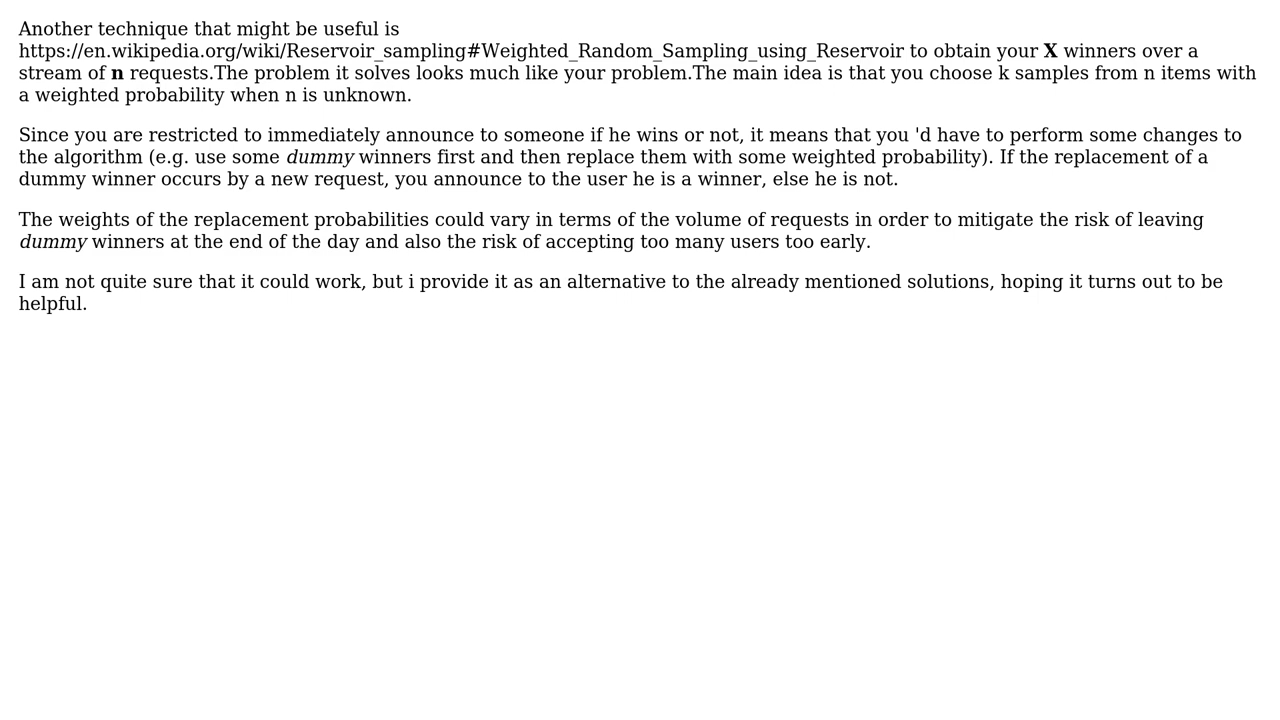 Another technique that might be useful is
https://en.wikipedia.org/wiki/Reservoir_sampling#Weighted_Random_Sampling_using_Reservoir to obtain your X winners over a
stream of n requests.The problem it solves looks much like your problem.The main idea is that you choose k samples from n items with
a weighted probability when n is unknown.
Since you are restricted to immediately announce to someone if he wins or not, it means that you 'd have to perform some changes to
the algorithm (e.g. use some dummy winners first and then replace them with some weighted probability). If the replacement of a
dummy winner occurs by a new request, you announce to the user he is a winner, else he is not.
The weights of the replacement probabilities could vary in terms of the volume of requests in order to mitigate the risk of leaving
dummy winners at the end of the day and also the risk of accepting too many users too early.
I am not quite sure that it could work, but i provide it as an alternative to the already mentioned solutions, hoping it turns out to be
helpful.